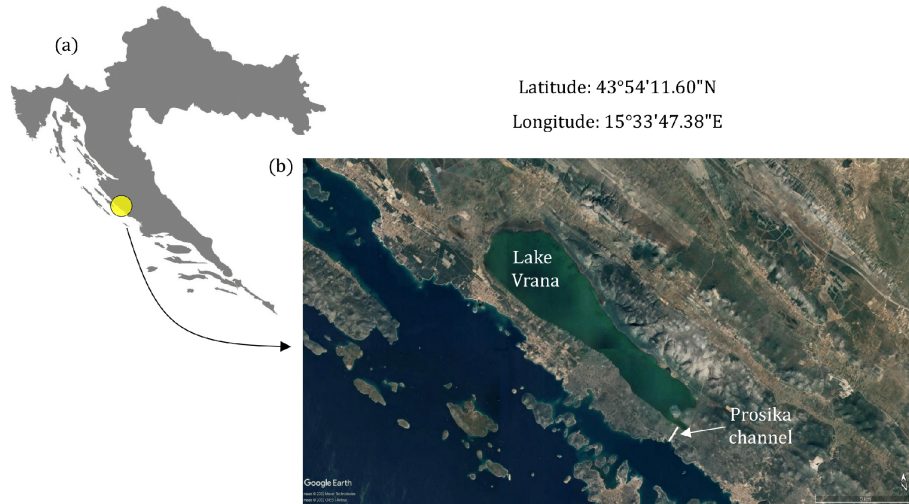 (a)
Latitude: 43°54'11.60"N
Longitude: 15°33'47.38"E
(b)
Lake
Vrana
Prosika
channel
Google Earth
N